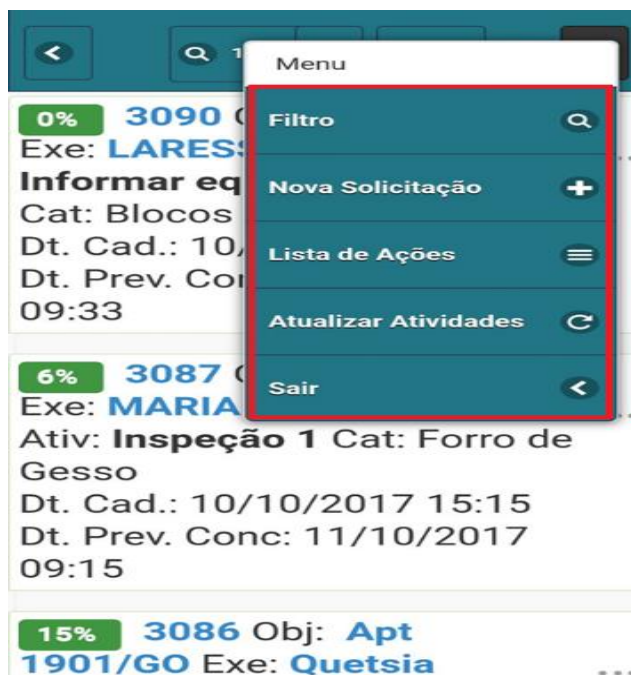 1
Menu
Filtro
Nova Solicitação
Lista de Ações
Atualizar Atividades
Sair
0% 3090
Exe:
Informar
Cat: Blocos
Dt. Cad.: 10/
Dt. Prev.
09:33
6% 3087
Exe: MARIA
Ativ: Inspeção 1 Cat: Forro de
Gesso
Dt. Cad.: 10/10/2017 15:15
Dt. Prev. Conc: 11/10/2017
09:15
15% 3086 Obj: Apt
1901/GO Exe: Quetsia